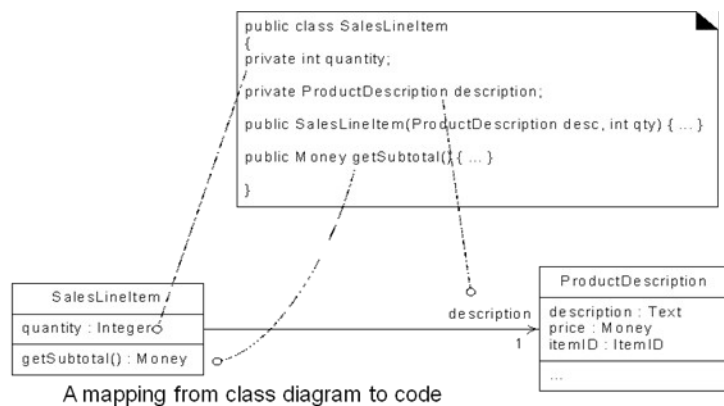 public class SalesLineItem
{
private int quantity;
private ProductDescription description;
public SalesLineItem(ProductDescription desc, int qty) { ... }
public Money getSubtotal() { ... }
}
SalesLineItem
quantity : Integer
getSubtotal() : Money
description
1
ProductDescription
description : Text
price : Money
itemID : ItemID
...
A mapping from class diagram to code